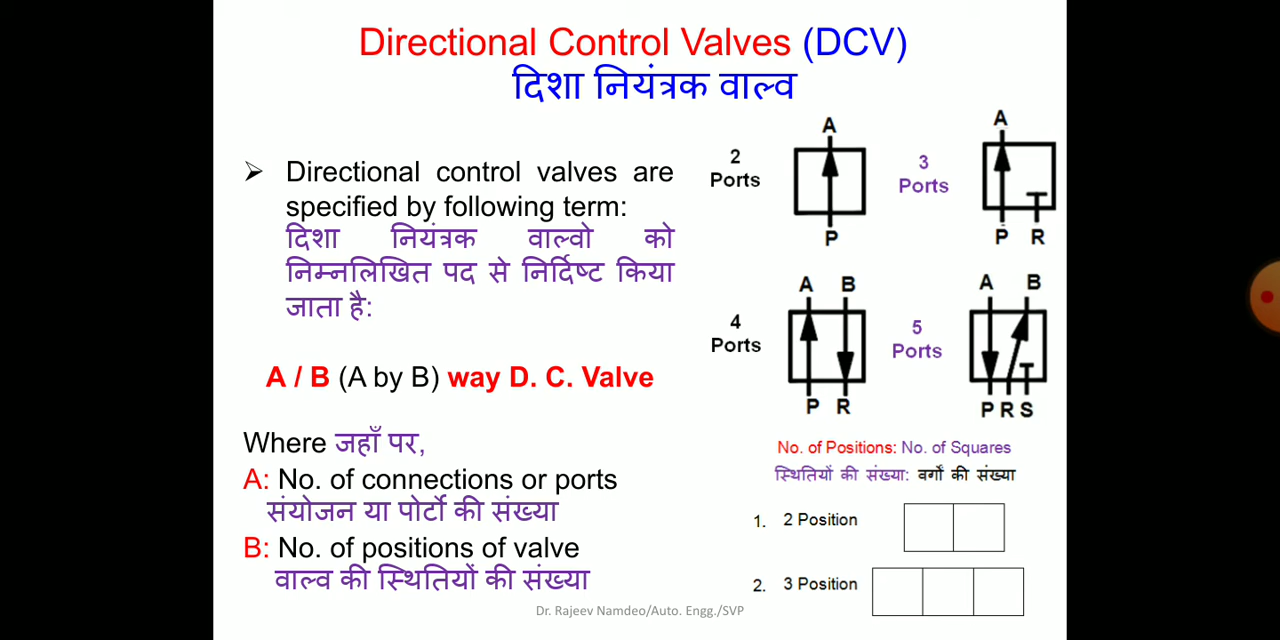 Directional Control Valves (DCV)
दिशा नियंत्रक वाल्व
➢ Directional control valves are
specified by following term:
दिशा नियंत्रक वाल्वो को
निम्नलिखित पद से निर्दिष्ट किया
जाता है:
A / B (A by B) way D. C. Valve
Where जहाँ पर,
A: No. of connections or ports
संयोजन या पोर्टो की संख्या
B: No. of positions of valve
वाल्व की स्थितियों की संख्या
2
Ports
A
P
3
Ports
A
P R
4
Ports
A B
P R
5
Ports
A B
P R S
No. of Positions: No. of Squares
स्थितियों की संख्या: वर्गों की संख्या
1. 2 Position
2. 3 Position
Dr. Rajeev Namdeo/Auto. Engg./SVP